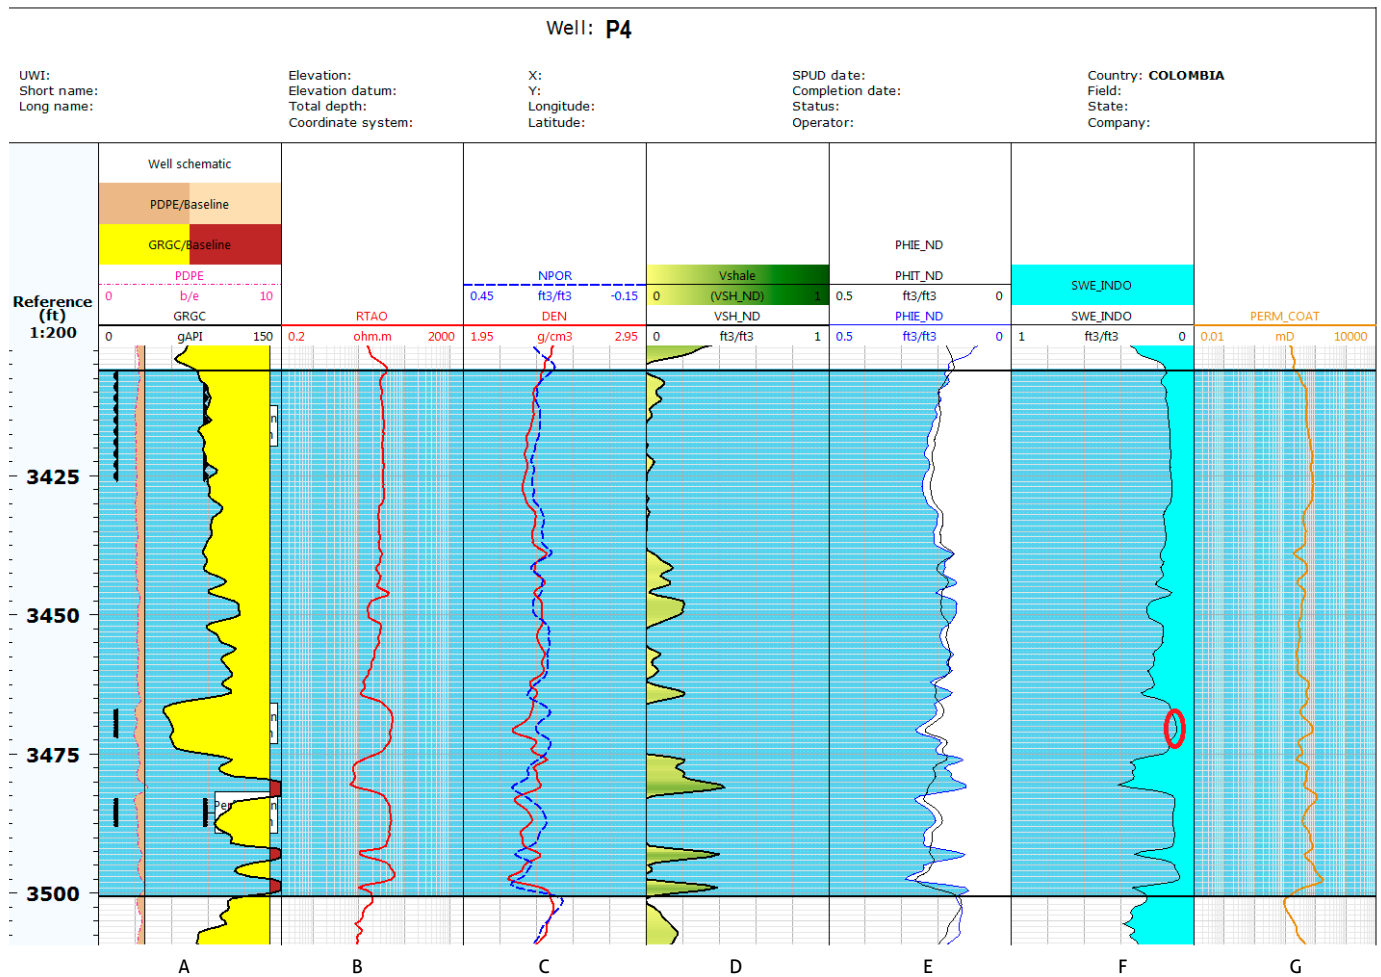 Well: P4
UWI: Elevation: X: SPUD date: Country: COLOMBIA
Short name: Elevation datum: Y: Completion date: Field:
Long name: Total depth: Longitude: Status: State:
Coordinate system: Latitude: Operator: Company:
Well schematic
PDPE/Baseline
GRGC/Baseline PHIE_ND
PDPE NPOR Vshale PHIT_ND SWE_INDO
0 b/e 10 0.45 ft3/ft3 -0.15 0 (VSH_ND) 1 0.5 ft3/ft3 0
Reference
(ft)
GRGC RTAO DEN VSH_ND PHIE_ND SWE_INDO PERM_COAT
1:200
0 gAPI 150 0.2 ohm.m 2000 1.95 g/cm3 2.95 0 ft3/ft3 1 0.5 ft3/ft3 0 1 ft3/ft3 0 0.01 mD 10000
3425
3450
3475
3500
A B C D E F G